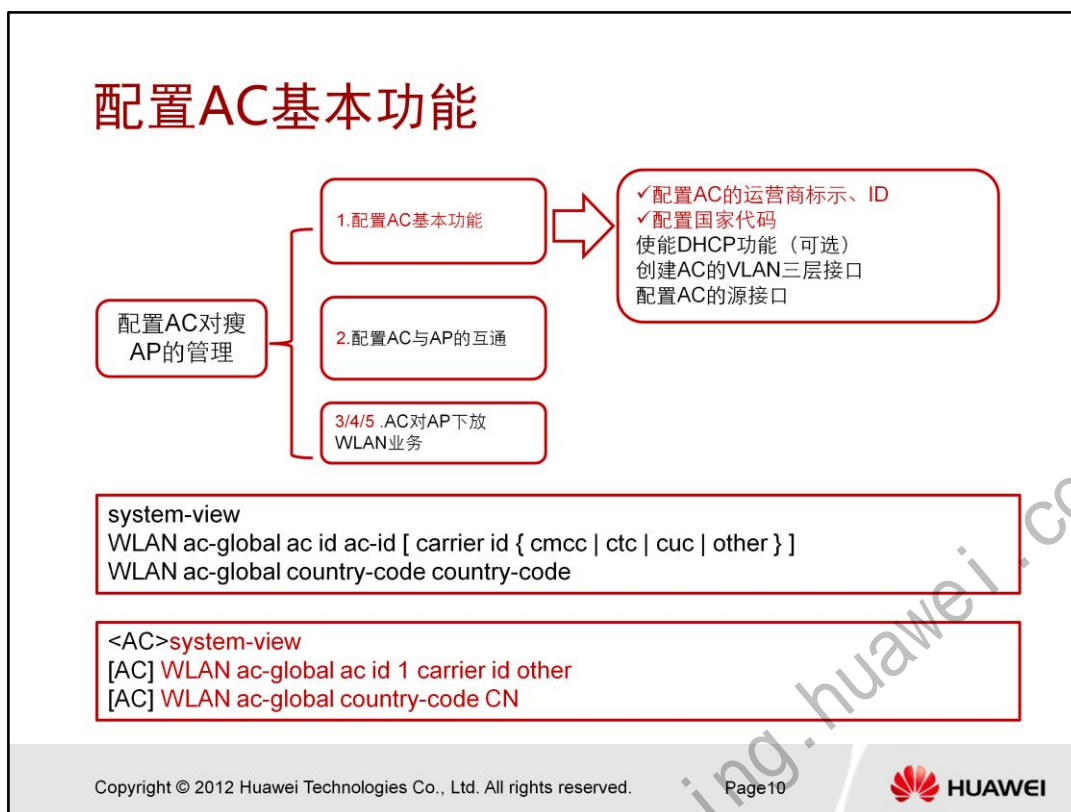 配置AC基本功能
配置AC对瘦
AP的管理
1.配置AC基本功能
✓配置AC的运营商标示、ID
✓配置国家代码
使能DHCP功能（可选）
创建AC的VLAN三层接口
配置AC的源接口
2.配置AC与AP的互通
3/4/5 .AC对AP下放
WLAN业务
system-view
WLAN ac-global ac id ac-id [ carrier id { cmcc | ctc | cuc | other } ]
WLAN ac-global country-code country-code
<AC>system-view
[AC] WLAN ac-global ac id 1 carrier id other
[AC] WLAN ac-global country-code CN
Copyright © 2012 Huawei Technologies Co., Ltd. All rights reserved.
Page10
HUAWEI
ing.huawei.co